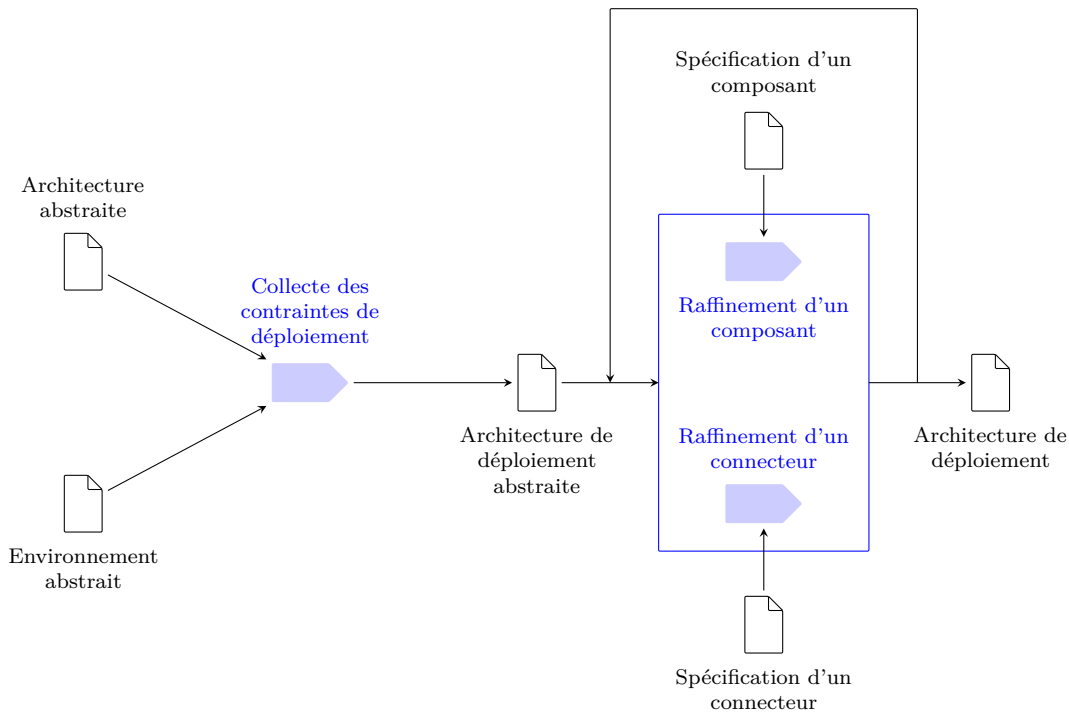 Spécification d'un
composant
Architecture
abstraite
Collecte des
contraintes de
déploiement
Raffinement d'un
composant
Architecture de
déploiement
abstraite
Raffinement d'un
connecteur
Architecture de
déploiement
Environnement
abstrait
Spécification d'un
connecteur